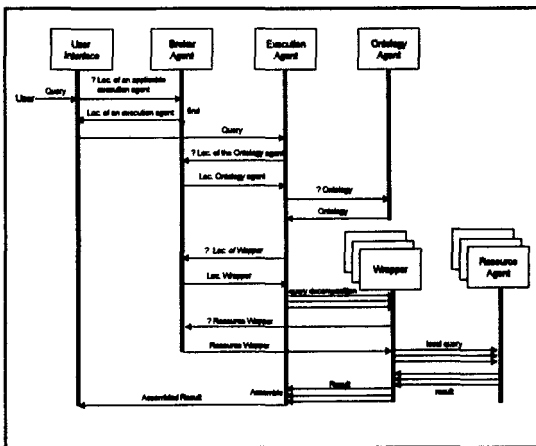 User
Interface
Broker
Agent
Execution
Agent
Ontology
Agent
User
Query
? Loc. of an applicable
execution agent
find
Loc. of an execution agent
Query
? Loc. of the Ontology agent
Loc. Ontology agent
? Ontology
Ontology
? Loc. of Wrapper
Loc. Wrapper
Wrapper
Resource
Agent
query decomposition
? Resource Wrapper
Resource Wrapper
local query
Result
Assemble
result
Assembled Result